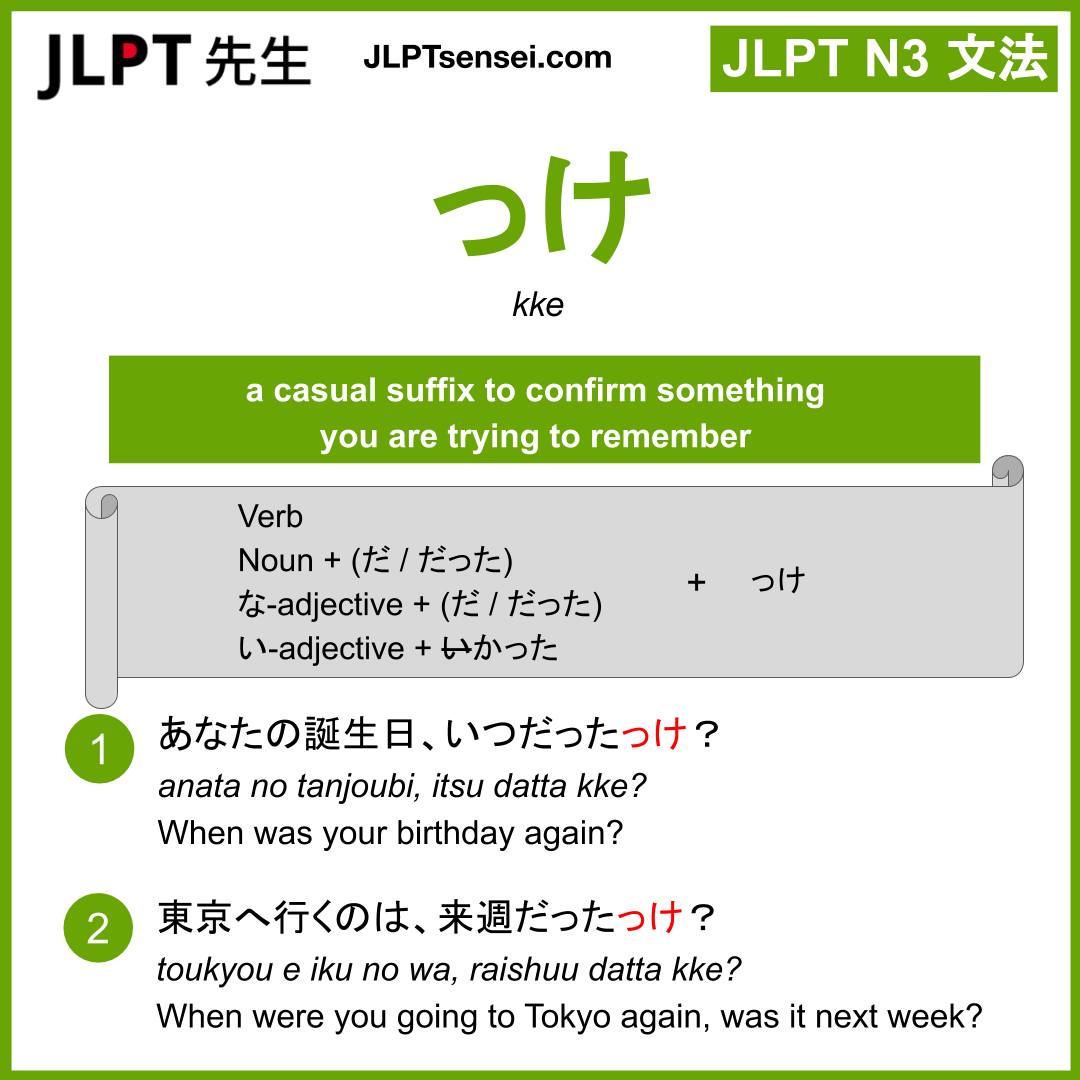 JLPT 先生
JLPTsensei.com
JLPT N3 文法
っけ
kke
a casual suffix to confirm something
you are trying to remember
Verb
Noun + (だ / だった)
な-adjective + (だ / だった)
い-adjective + いかった
+ っけ
1
あなたの誕生日、いつだったっけ？
anata no tanjoubi, itsu datta kke?
When was your birthday again?
2
東京へ行くのは、来週だったっけ？
toukyou e iku no wa, raishuu datta kke?
When were you going to Tokyo again, was it next week?